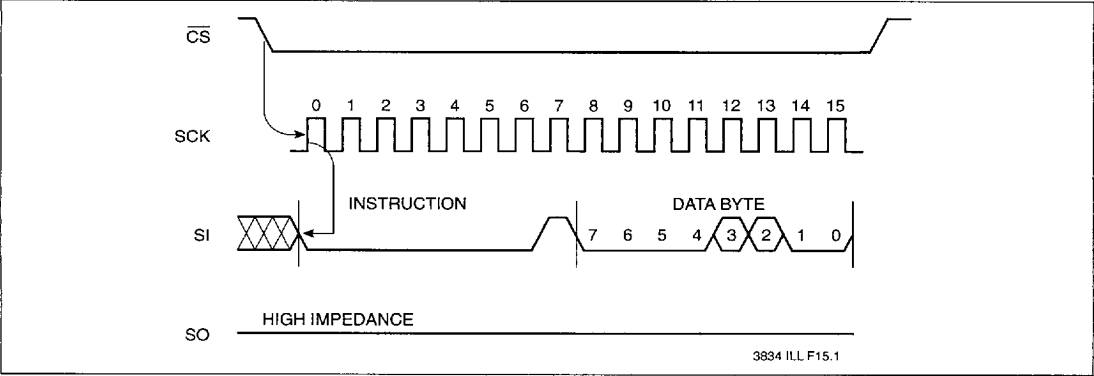 CS
0 1 2 3 4 5 6 7 8 9 10 11 12 13 14 15
SCK
INSTRUCTION DATA BYTE
SI 7 6 5 4 3 2 1 0
HIGH IMPEDANCE
SO
3834 ILL F15.1